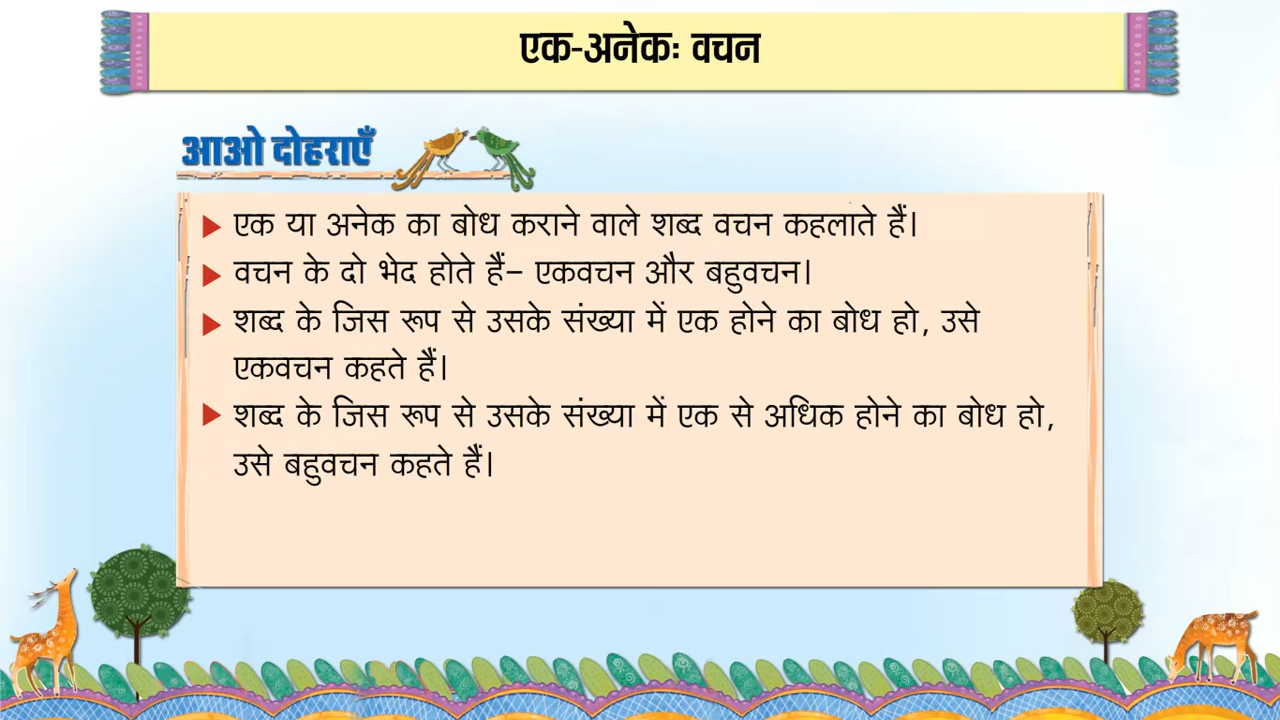 एक-अनेकः वचन
आओ दोहराएँ
एक या अनेक का बोध कराने वाले शब्द वचन कहलाते हैं।
वचन के दो भेद होते हैं– एकवचन और बहुवचन।
शब्द के जिस रूप से उसके संख्या में एक होने का बोध हो, उसे
एकवचन कहते हैं।
शब्द के जिस रूप से उसके संख्या में एक से अधिक होने का बोध हो,
उसे बहुवचन कहते हैं।